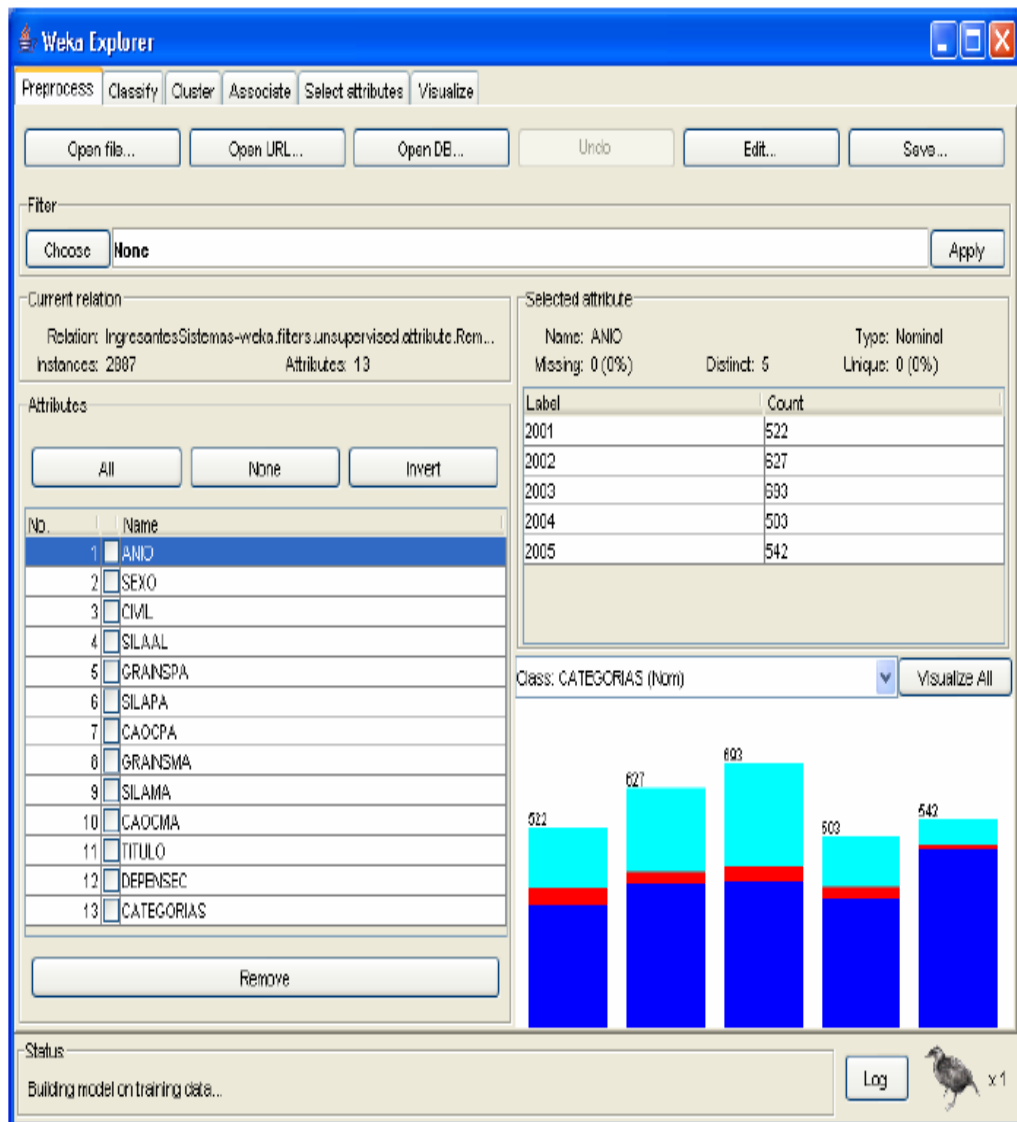 Weka Explorer
Preprocess Classify Cluster Associate Select attributes Visualize
Open file... Open URL... Open DB... Undo Edit... Save...
Filter
Choose None Apply
Current relation
Relation: IngresantesSistemas-weka.filters.unsupervised.attribute.Rem...
Instances: 2887 Attributes: 13
Attributes
All None Invert
No. Name
1 ANIO
2 SEXO
3 CIVIL
4 SILAAL
5 GRAINSPA
6 SILAPA
7 CAOCPA
8 GRAINSMA
9 SILAMA
10 CAOCMA
11 TITULO
12 DEPENSEC
13 CATEGORIAS
Remove
Selected attribute
Name: ANIO Type: Nominal
Missing: 0 (0%) Distinct: 5 Unique: 0 (0%)
Label Count
2001 522
2002 627
2003 693
2004 503
2005 542
Class: CATEGORIAS (Nom) Visualize All
522 627 693 503 542
Status
Building model on training data...
Log x 1